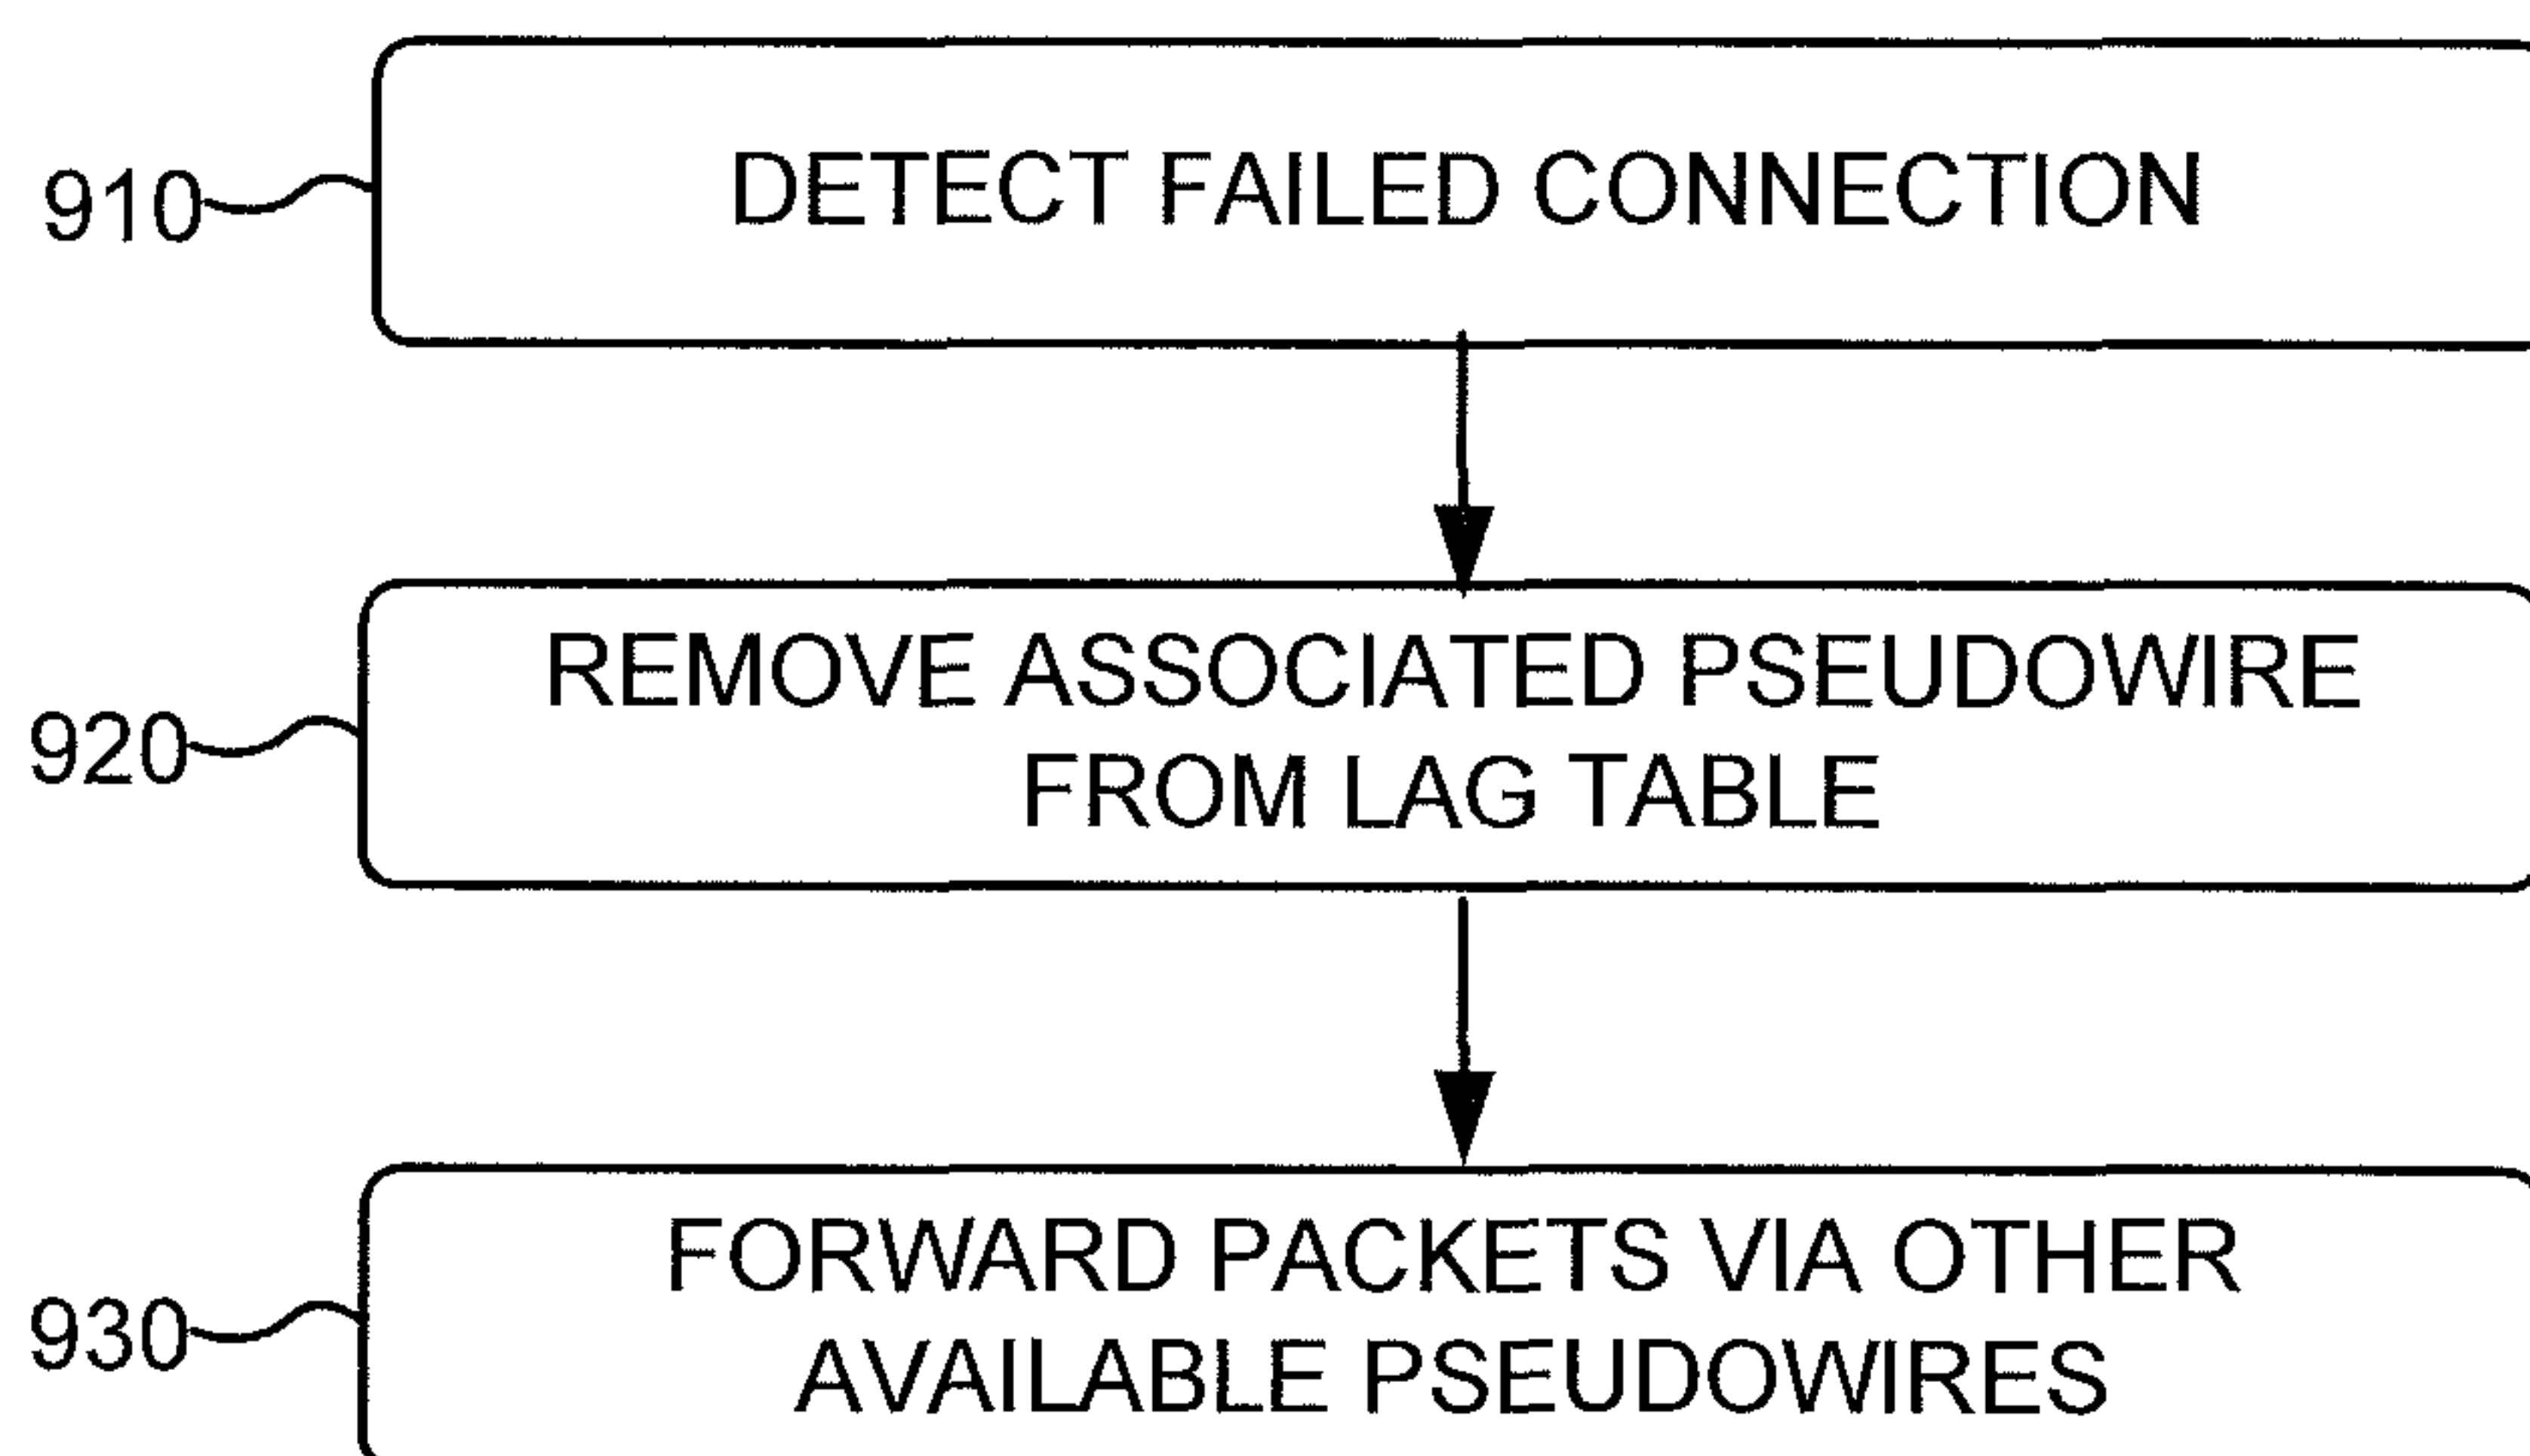 910
DETECT FAILED CONNECTION
920
REMOVE ASSOCIATED PSEUDOWIRE
FROM LAG TABLE
930
FORWARD PACKETS VIA OTHER
AVAILABLE PSEUDOWIRES